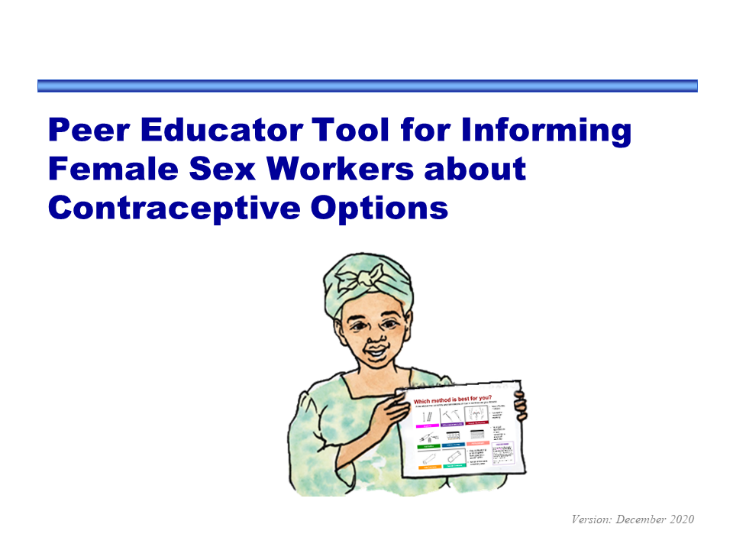 Peer Educator Tool for Informing
Female Sex Workers about
Contraceptive Options
Which method is best for you?
Version: December 2020